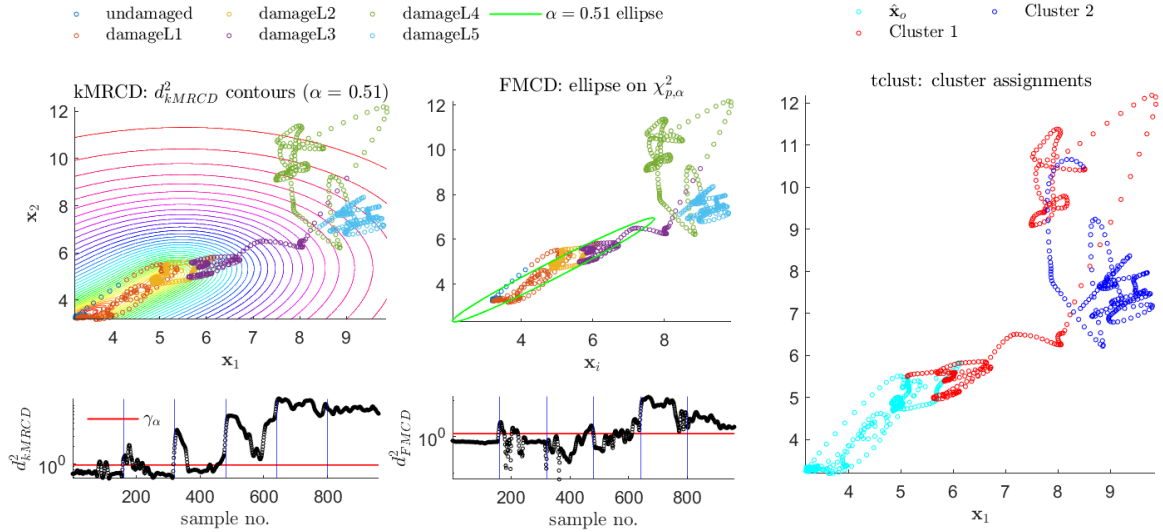 undamaged damageL2 damageL4 α = 0.51 ellipse
damageL1 damageL3 damageL5
x̂ₒ Cluster 2
Cluster 1
kMRCD: d²ₖMRCD contours (α = 0.51)
12
11
10
9
8
7
6
5
4
x₂
4 5 6 7 8 9
x₁
FMCD: ellipse on χ²p,α
12
10
8
6
4
4 6 8
xᵢ
tclust: cluster assignments
12
11
10
9
8
7
6
5
4
4 5 6 7 8 9
x₁
γα
d²kMRCD
10⁰
200 400 600 800
sample no.
d²FMCD
10⁰
200 400 600 800
sample no.